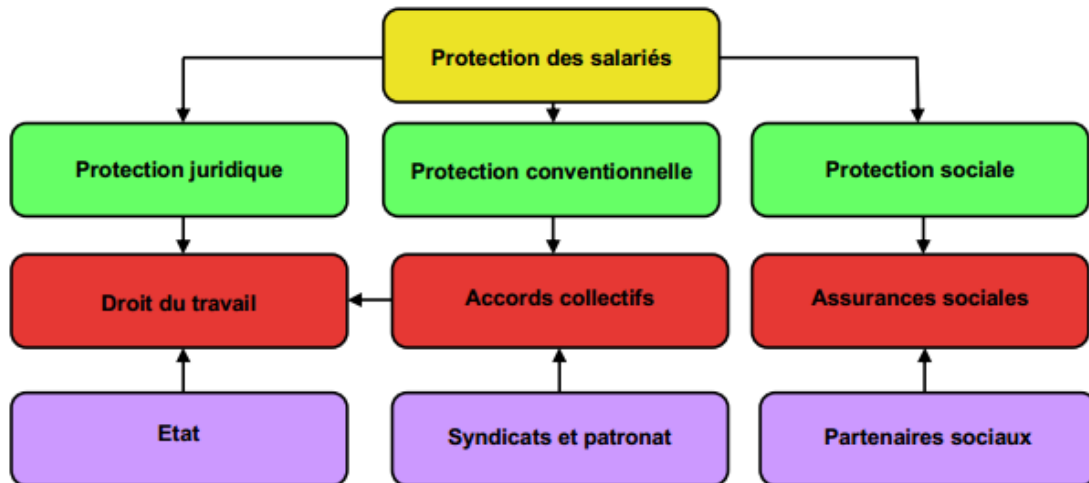 Protection des salariés
Protection juridique
Protection conventionnelle
Protection sociale
Droit du travail
Accords collectifs
Assurances sociales
Etat
Syndicats et patronat
Partenaires sociaux